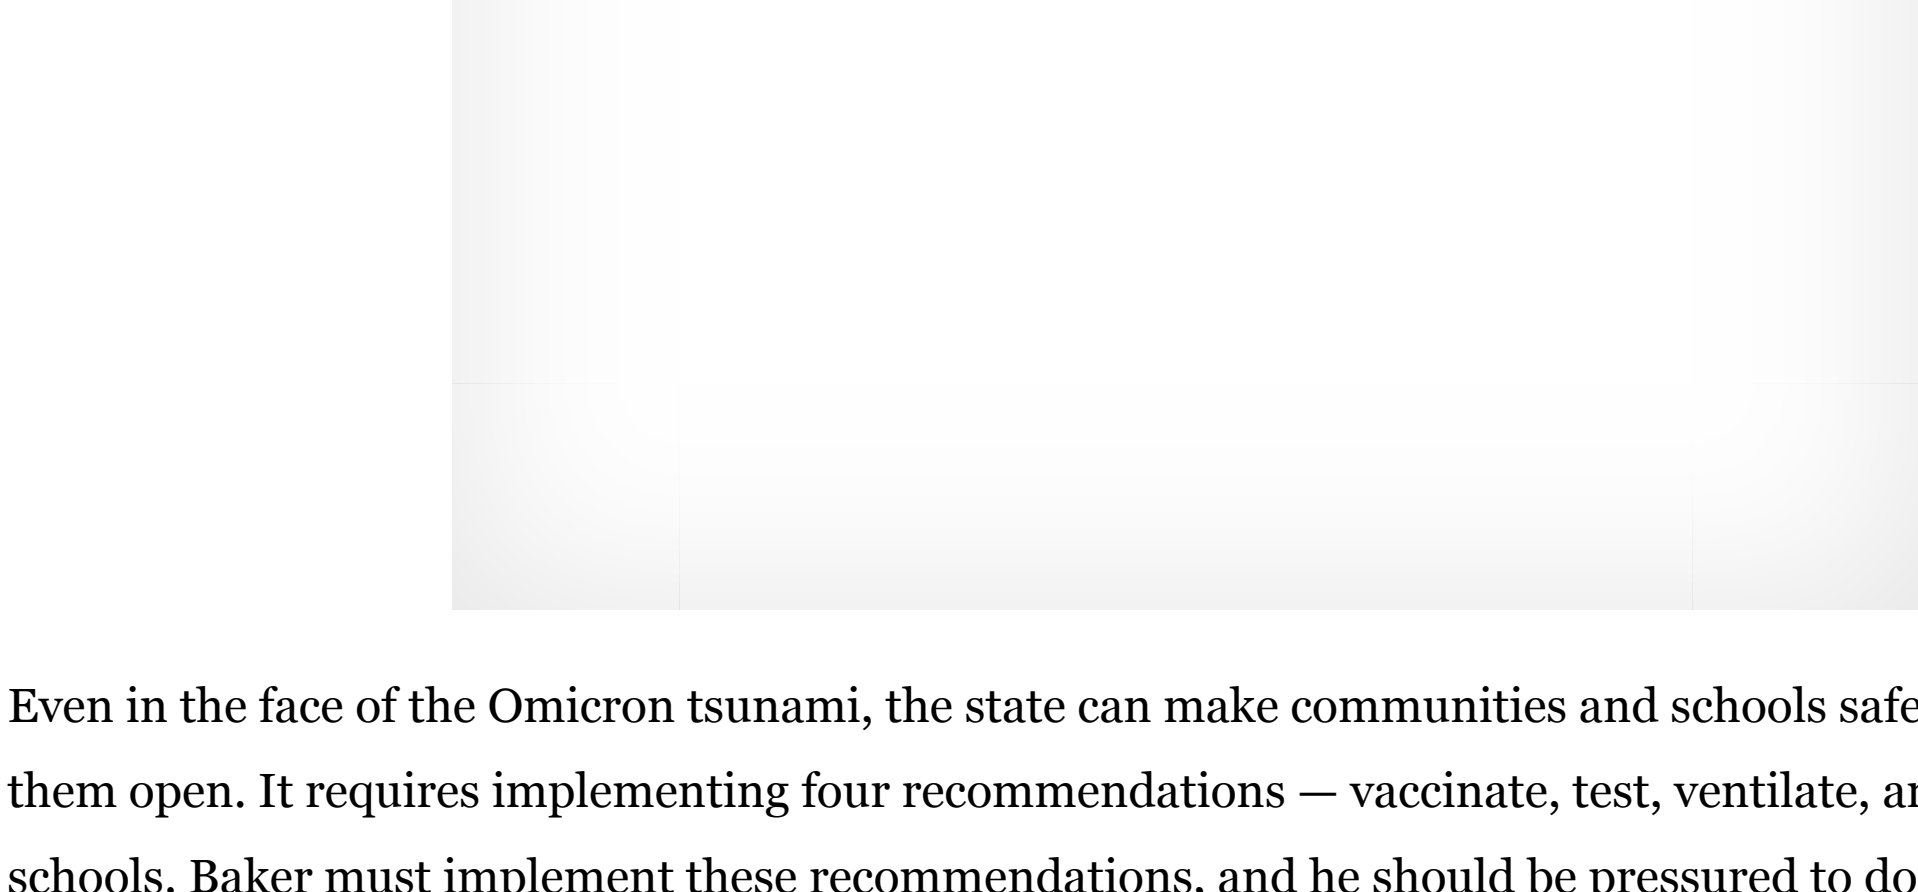 Even in the face of the Omicron tsunami, the state can make communities and schools safe
them open. It requires implementing four recommendations — vaccinate, test, ventilate,
schools. Baker must implement these recommendations, and he should be pressured to do